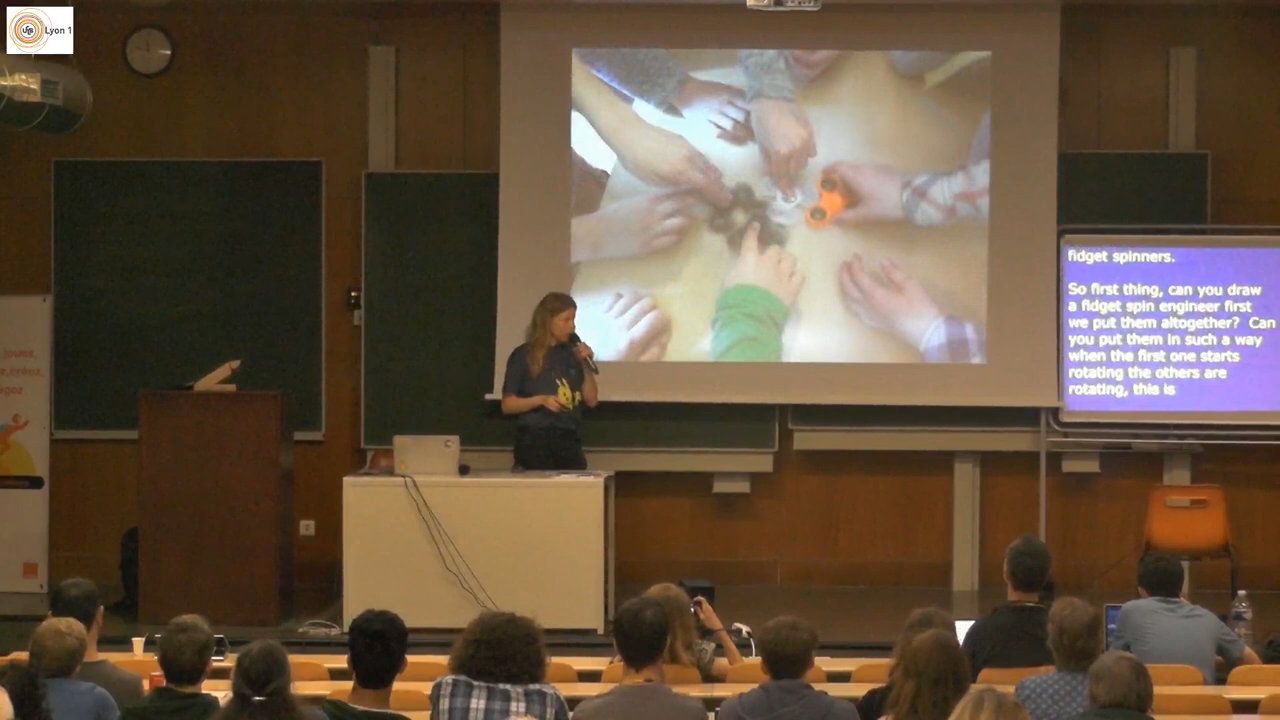 Lyon 1
fidget spinners.
So first thing, can you draw
a fidget spin engineer first
we put them altogether? Can
you put them in such a way
when the first one starts
rotating the others are
rotating, this is